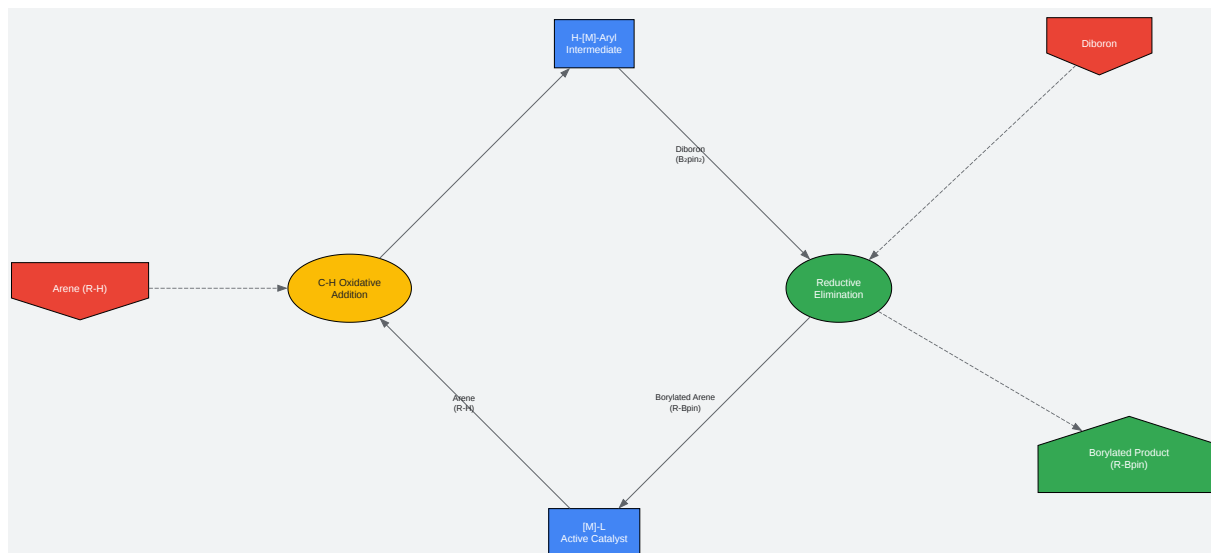 H-[M]-Aryl
Intermediate
Diboron
Diboron
(B₂pin₂)
Arene (R-H)
C-H Oxidative
Addition
Reductive
Elimination
Arene
(R-H)
Borylated Arene
(R-Bpin)
Borylated Product
(R-Bpin)
[M]-L
Active Catalyst